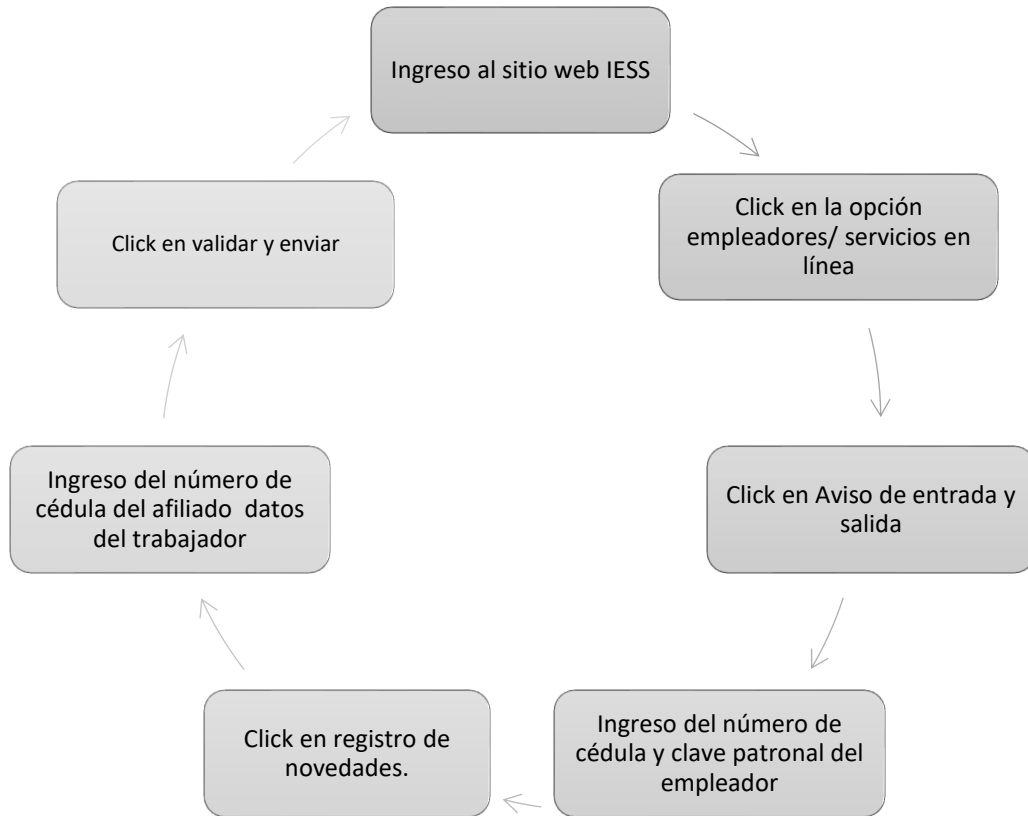 Ingreso al sitio web IESS
Click en la opción
empleadores/ servicios en
línea
Click en Aviso de entrada y
salida
Ingreso del número de
cédula y clave patronal del
empleador
Click en registro de
novedades.
Ingreso del número de
cédula del afiliado  datos
del trabajador
Click en validar y enviar